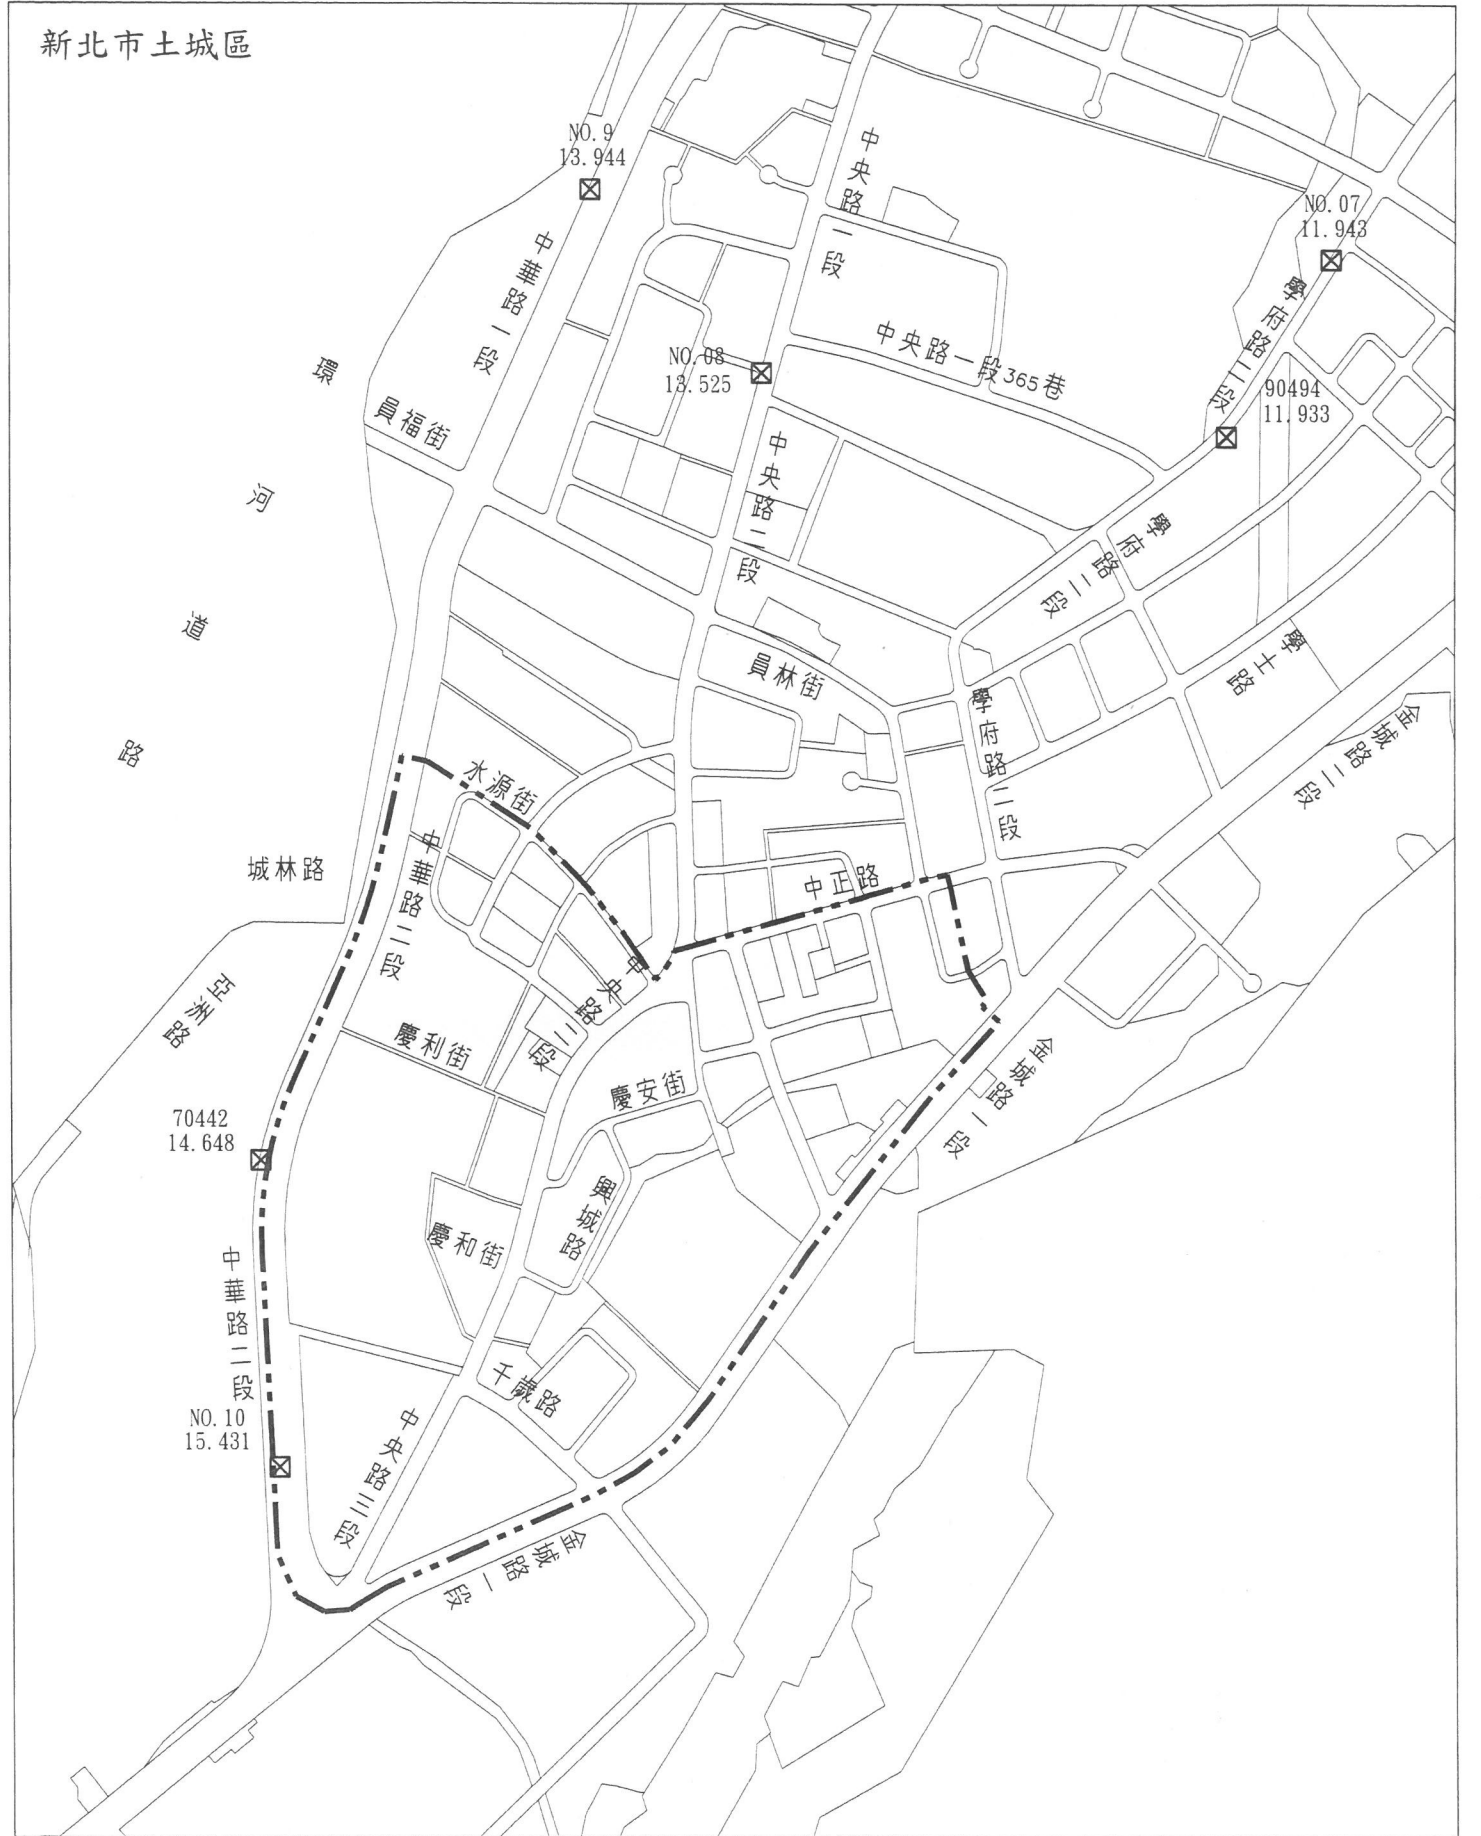 新北市土城區
NO. 9
13.944
中央路一段
NO. 07
11.943
中華路一段
學府路二段
中央路一段365巷
NO. 08
13.525
環河道路
90494
11.933
員福街
中央路二段
學府路二段
員林街
學士路
學府路二段
金城路二段
水源街
城林路
中華路二段
中正路
中央路二段
亞洲路
慶利街
金城路一段
慶安街
70442
14.648
興城路
慶和街
中華路二段
千歲路
NO. 10
15.431
中央路三段
金城路一段